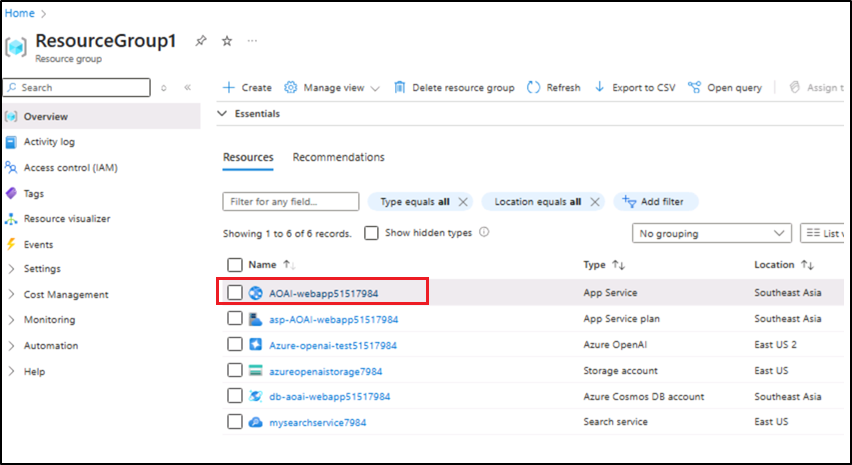 Home
ResourceGroup1
Resource group
Search
Create Manage view Delete resource group Refresh Export to CSV Open query Assign t
Overview
Essentials
Activity log
Access control (IAM)
Resources Recommendations
Tags
Filter for any field... Type equals all Location equals all Add filter
Resource visualizer
Showing 1 to 6 of 6 records. Show hidden types No grouping List v
Events
Settings
Name Type Location
Cost Management
AOAI-webapp51517984 App Service Southeast Asia
Monitoring
asp-AOAI-webapp51517984 App Service plan Southeast Asia
Automation
Azure-openai-test51517984 Azure OpenAI East US 2
Help
azureopenaistorage7984 Storage account East US
db-aoai-webapp51517984 Azure Cosmos DB account Southeast Asia
mysearchservice7984 Search service East US